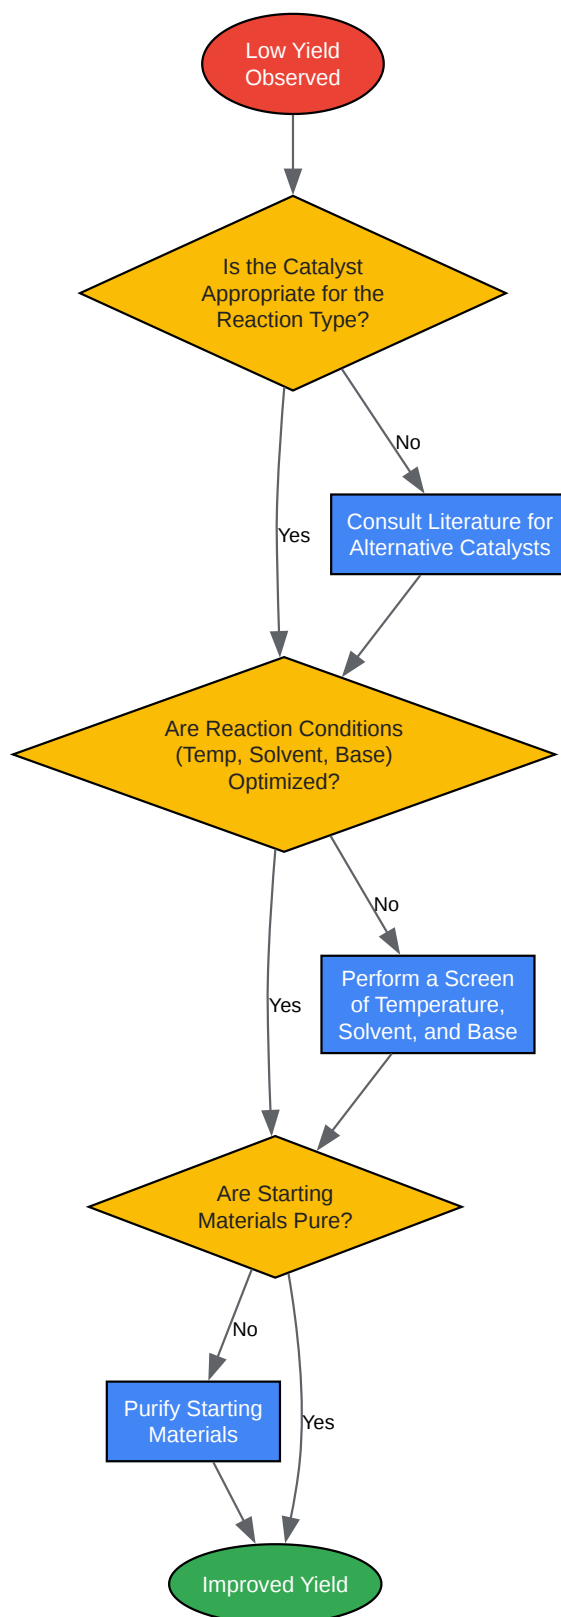 Low Yield
Observed
Is the Catalyst
Appropriate for the
Reaction Type?
No
Yes
Consult Literature for
Alternative Catalysts
Are Reaction Conditions
(Temp, Solvent, Base)
Optimized?
No
Yes
Perform a Screen
of Temperature,
Solvent, and Base
Are Starting
Materials Pure?
No
Yes
Purify Starting
Materials
Improved Yield